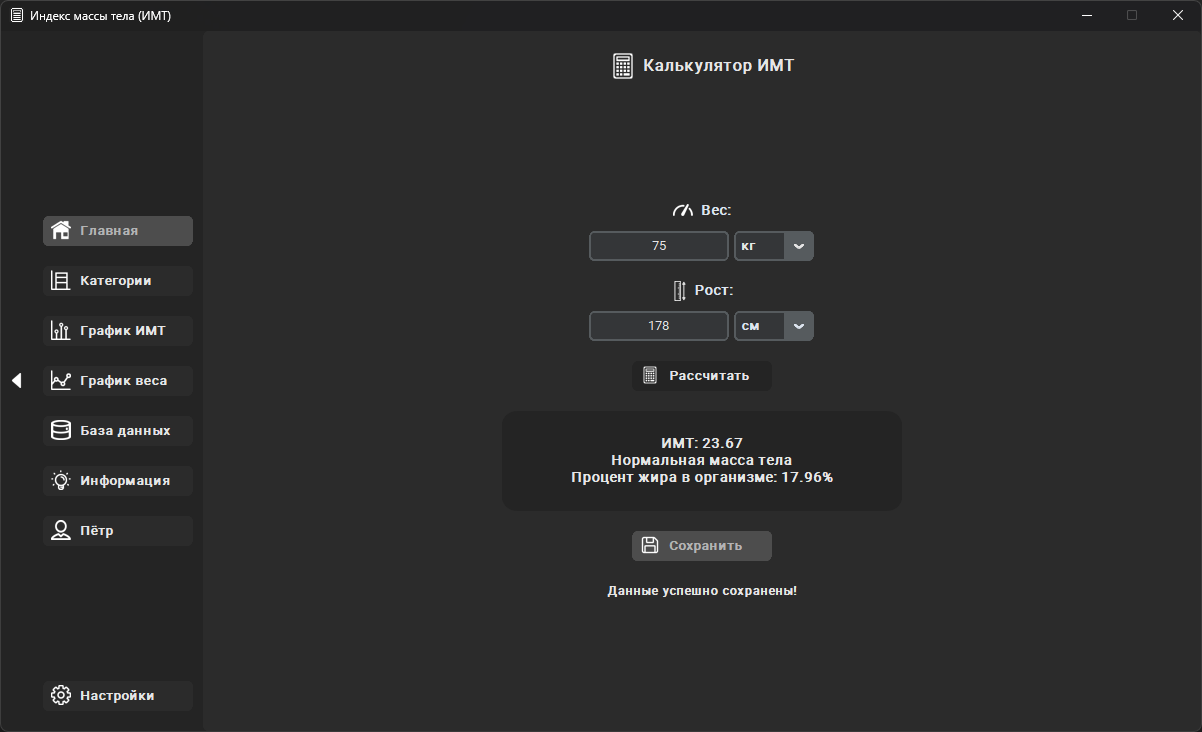 Индекс массы тела (ИМТ)
Калькулятор ИМТ
Главная
Категории
График ИМТ
График веса
База данных
Информация
Пётр
Настройки
Вес:
75 кг
Рост:
178 см
Рассчитать
ИМТ: 23.67
Нормальная масса тела
Процент жира в организме: 17.96%
Сохранить
Данные успешно сохранены!